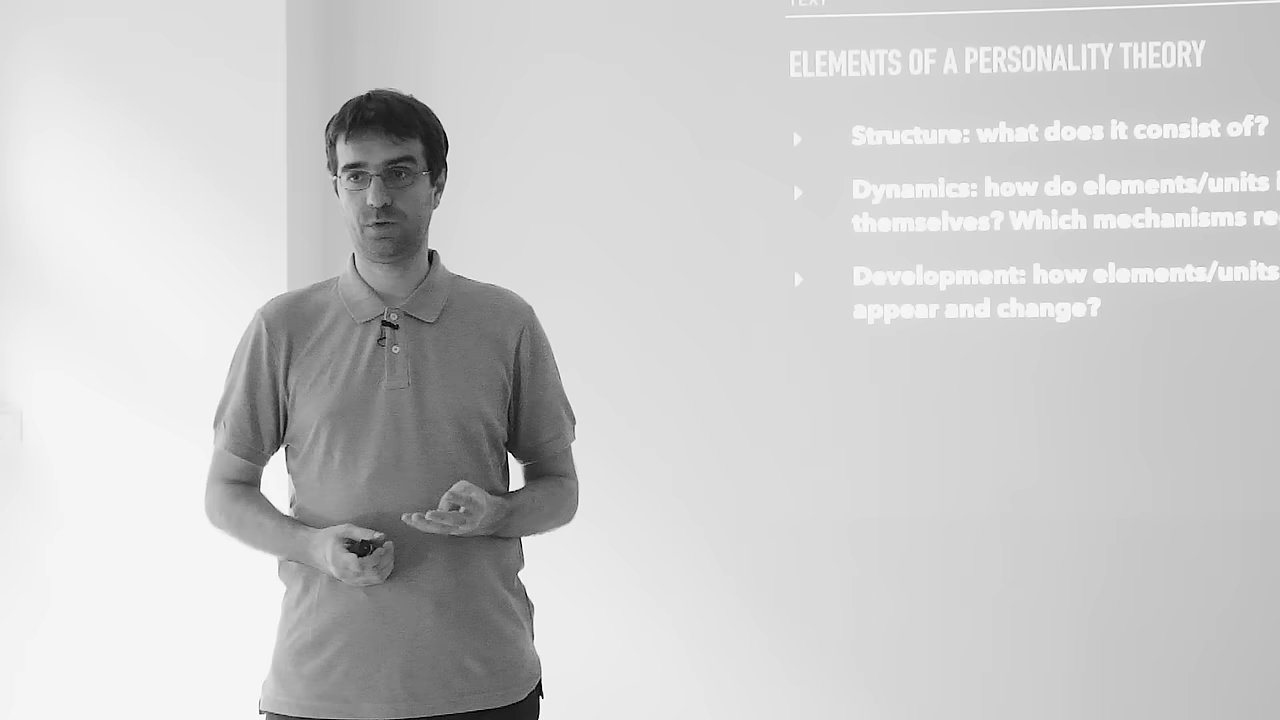 TEXT
ELEMENTS OF A PERSONALITY THEORY
Structure: what does it consist of?
Dynamics: how do elements/units
themselves? Which mechanisms
Development: how elements/units
appear and change?